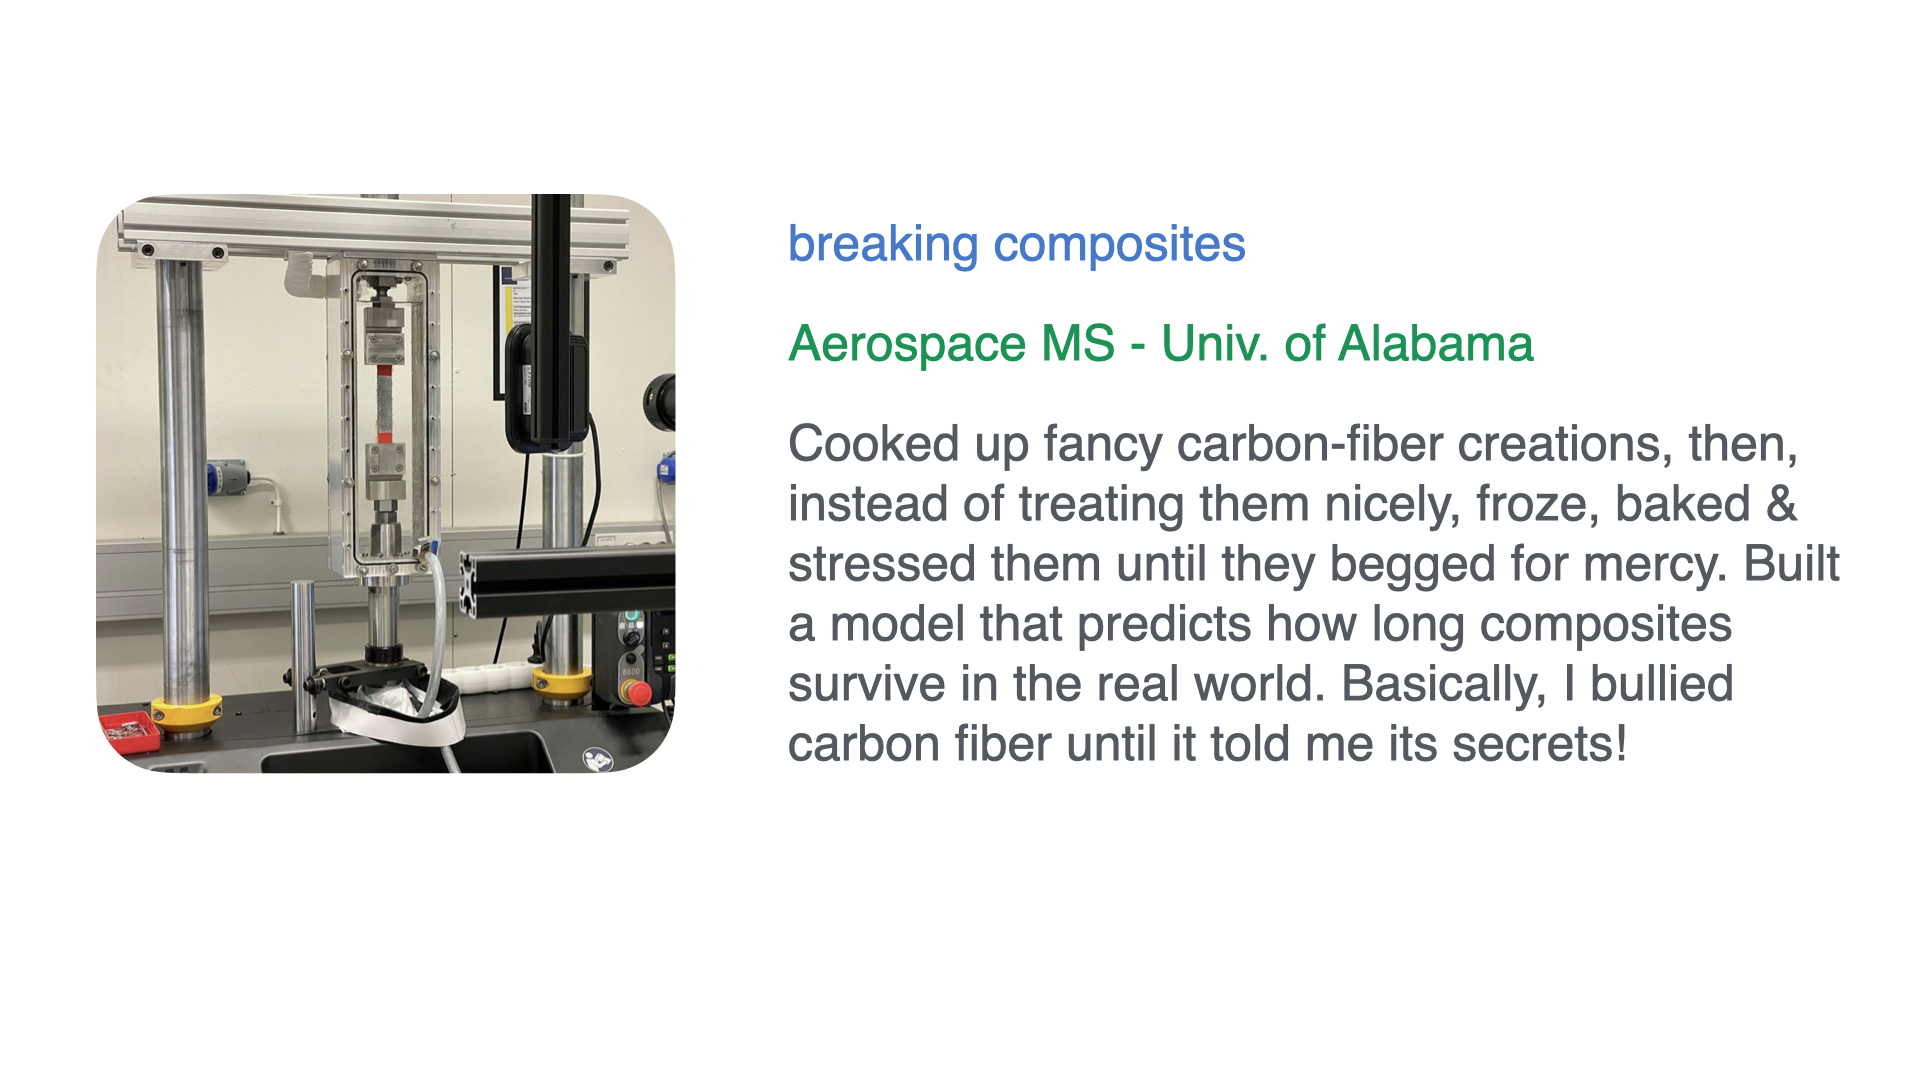 breaking composites
Aerospace MS - Univ. of Alabama
Cooked up fancy carbon-fiber creations, then,
instead of treating them nicely, froze, baked &
stressed them until they begged for mercy. Built
a model that predicts how long composites
survive in the real world. Basically, I bullied
carbon fiber until it told me its secrets!
8800